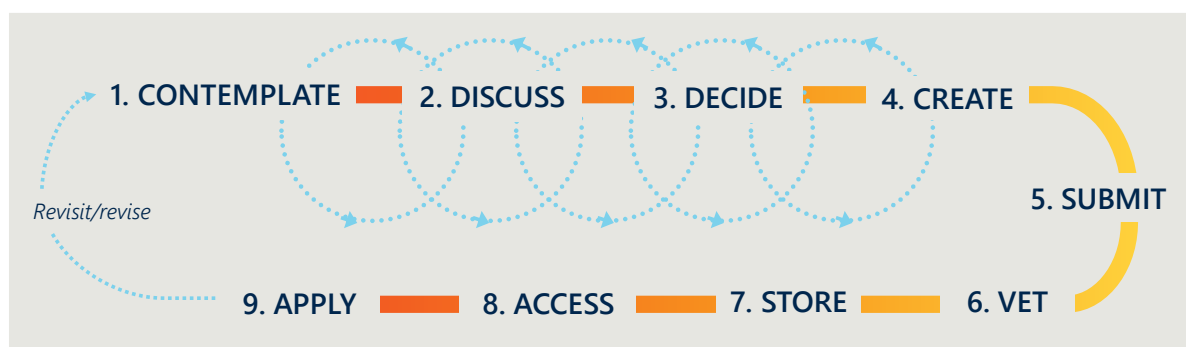 1. CONTEMPLATE
2. DISCUSS
3. DECIDE
4. CREATE
5. SUBMIT
Revisit/revise
9. APPLY
8. ACCESS
7. STORE
6. VET